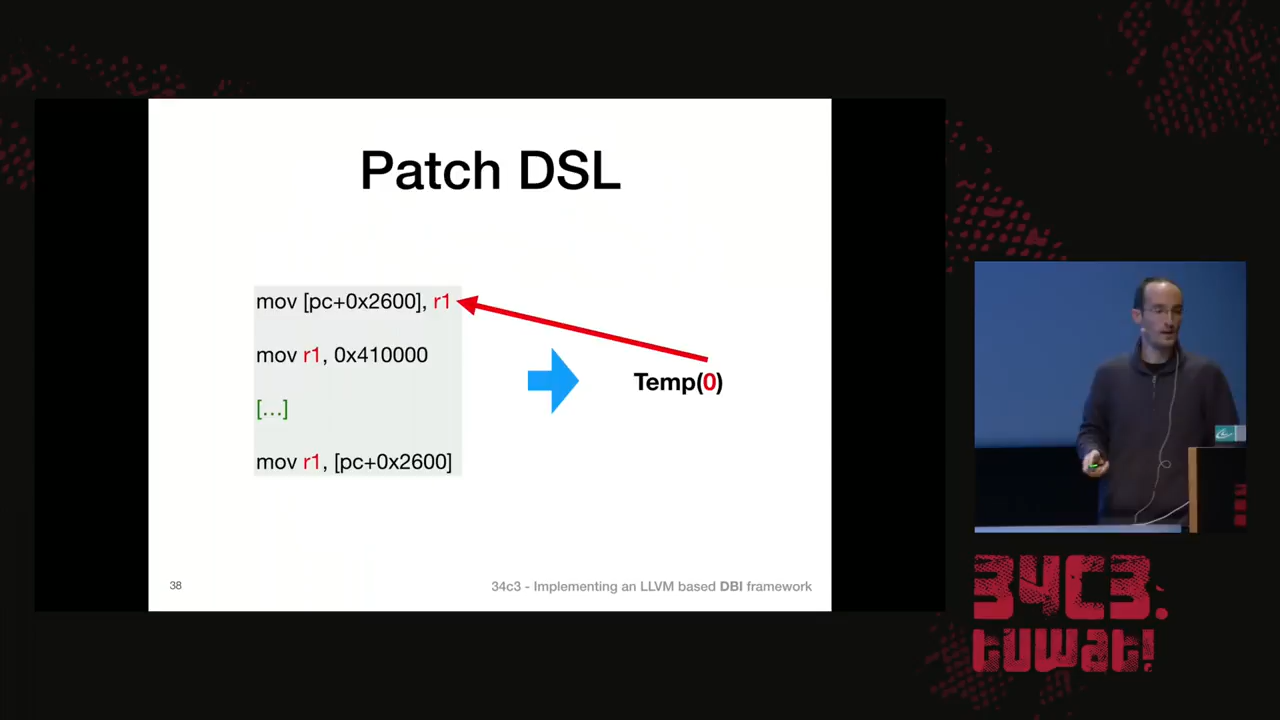 Patch DSL
mov [pc+0x2600], r1
mov r1, 0x410000
[...]
mov r1, [pc+0x2600]
Temp(0)
38
34c3 - Implementing an LLVM based DBI framework
34C3.
tuwat!